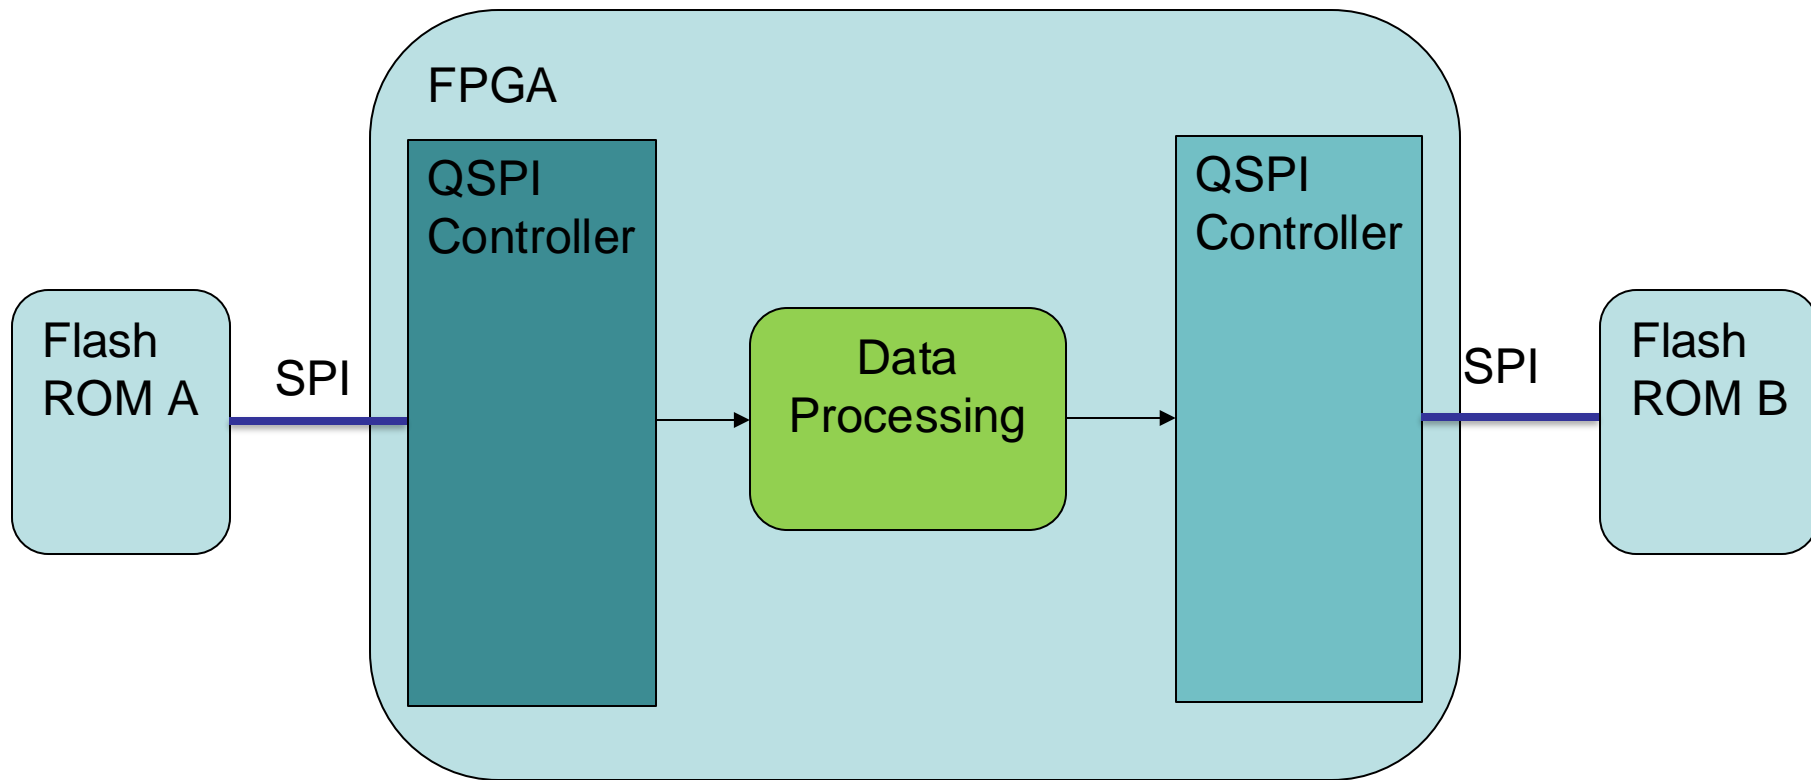 FPGA
QSPI
Controller
QSPI
Controller
Flash
ROM A
SPI
Data
Processing
SPI
Flash
ROM B